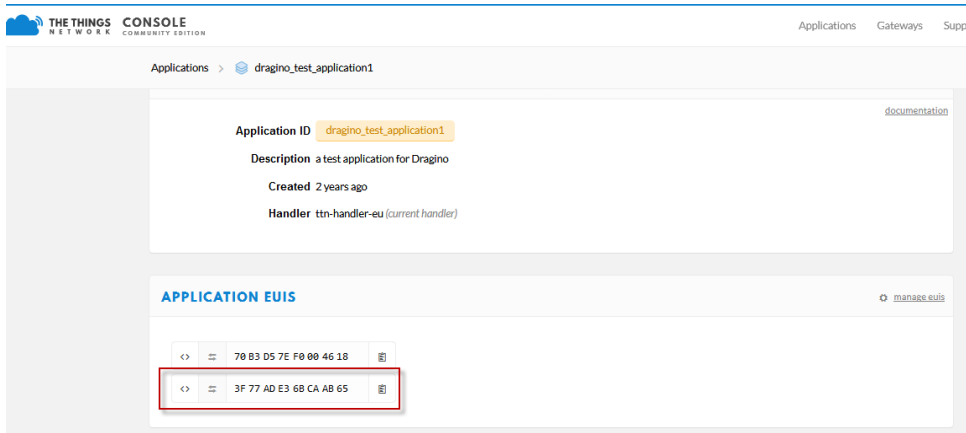 THE THINGS NETWORK CONSOLE COMMUNITY EDITION
Applications Gateways Supp
Applications > dragino_test_application1
documentation
Application ID dragino_test_application1
Description a test application for Dragino
Created 2 years ago
Handler ttn-handler-eu (current handler)
APPLICATION EUIS
manage euis
<> 70 B3 D5 7E F0 00 46 18
<> 3F 77 AD E3 6B CA AB 65